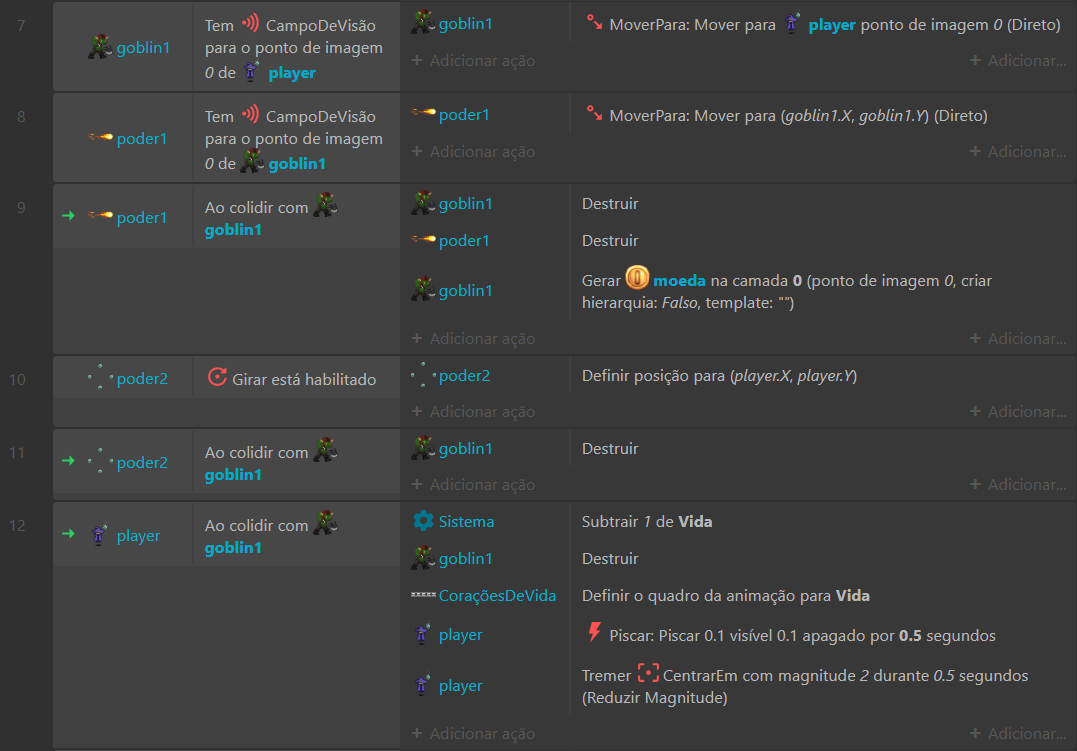 7
goblin1
Tem CampoDeVisão
para o ponto de imagem
0 de player
goblin1
MoverPara: Mover para player ponto de imagem 0 (Direto)
+ Adicionar ação
+ Adicionar...
8
poder1
Tem CampoDeVisão
para o ponto de imagem
0 de goblin1
poder1
MoverPara: Mover para (goblin1.X, goblin1.Y) (Direto)
+ Adicionar ação
+ Adicionar...
9
poder1
Ao colidir com
goblin1
goblin1
Destruir
poder1
Destruir
goblin1
Gerar moeda na camada 0 (ponto de imagem 0, criar
hierarquia: Falso, template: "")
+ Adicionar ação
+ Adicionar...
10
poder2
Girar está habilitado
poder2
Definir posição para (player.X, player.Y)
+ Adicionar ação
+ Adicionar...
11
poder2
Ao colidir com
goblin1
goblin1
Destruir
+ Adicionar ação
+ Adicionar...
12
player
Ao colidir com
goblin1
Sistema
Subtrair 1 de Vida
goblin1
Destruir
CoraçõesDeVida
Definir o quadro da animação para Vida
player
Piscar: Piscar 0.1 visível 0.1 apagado por 0.5 segundos
player
Tremer CentrarEm com magnitude 2 durante 0.5 segundos
(Reduzir Magnitude)
+ Adicionar ação
+ Adicionar...